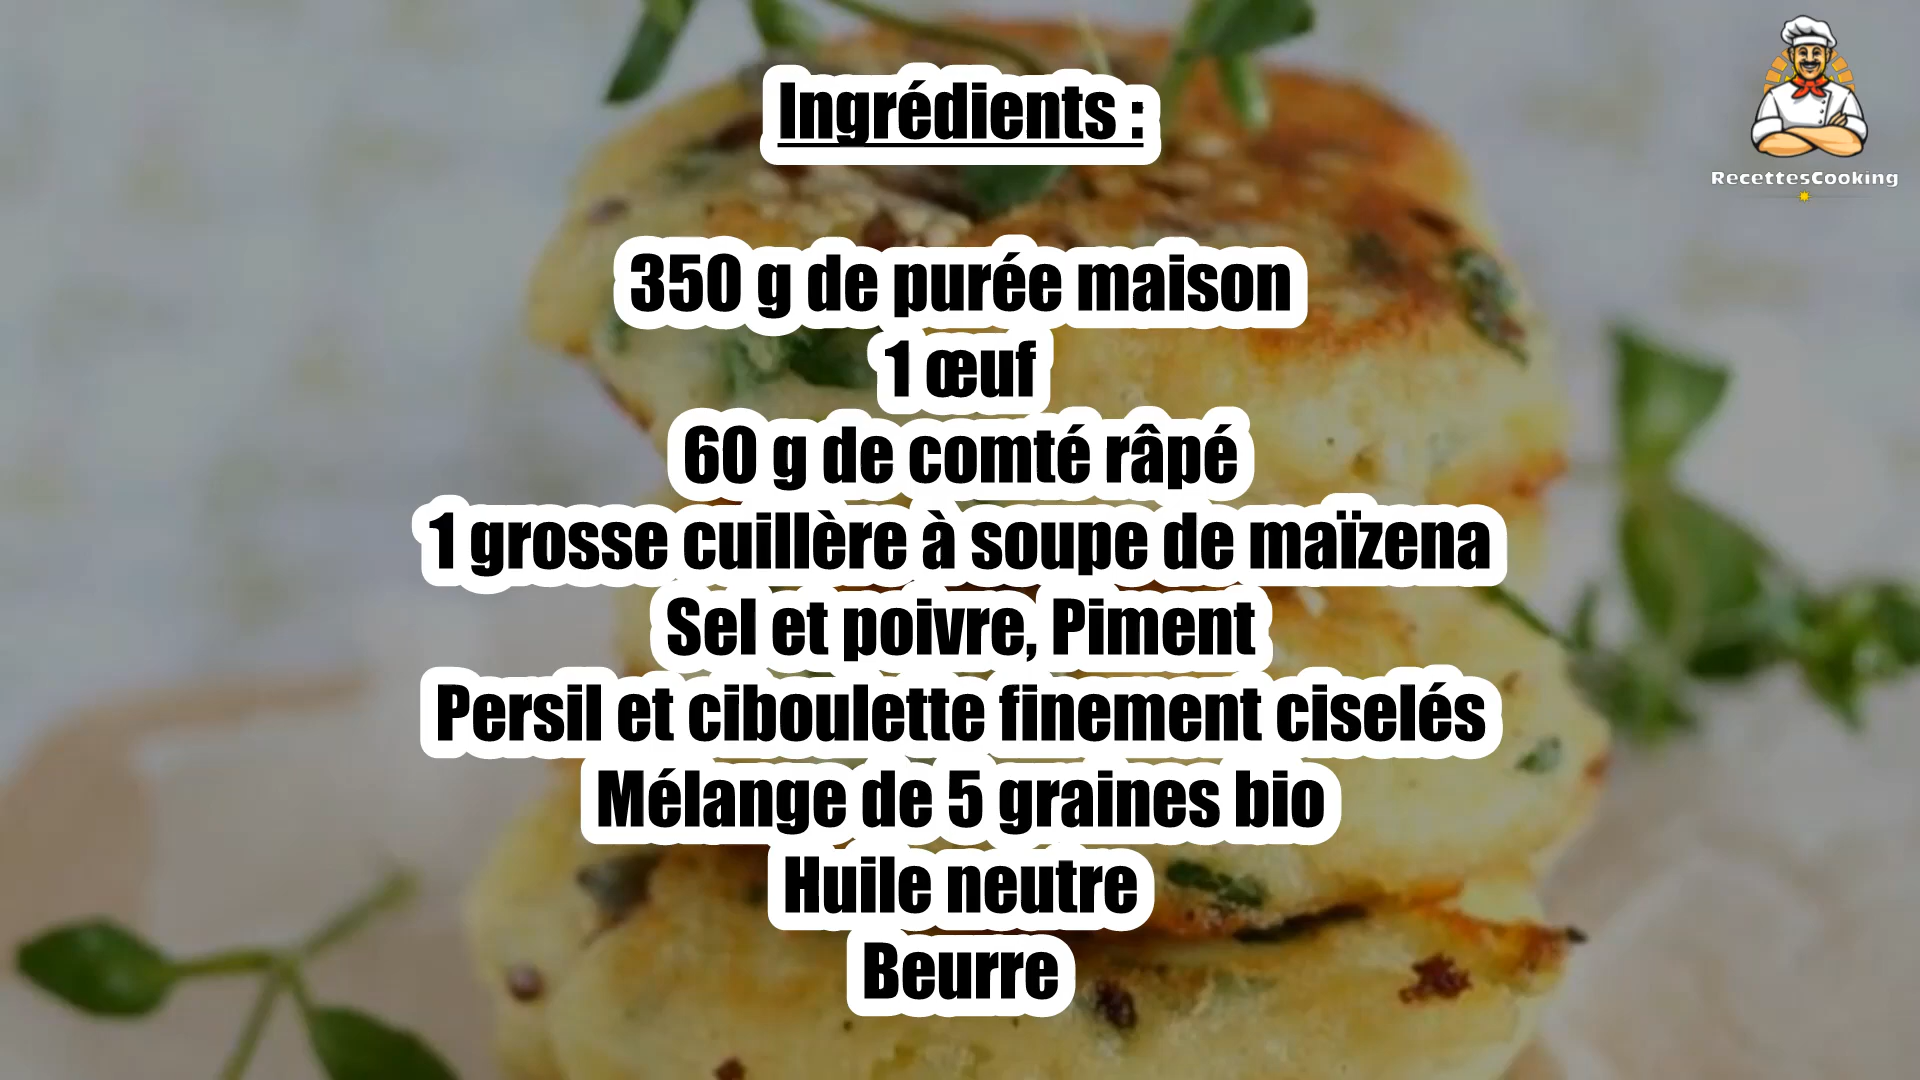 Ingrédients :
RecettesCooking
350 g de purée maison
1 œuf
60 g de comté râpé
1 grosse cuillère à soupe de maïzena
Sel et poivre, Piment
Persil et ciboulette finement ciselés
Mélange de 5 graines bio
Huile neutre
Beurre